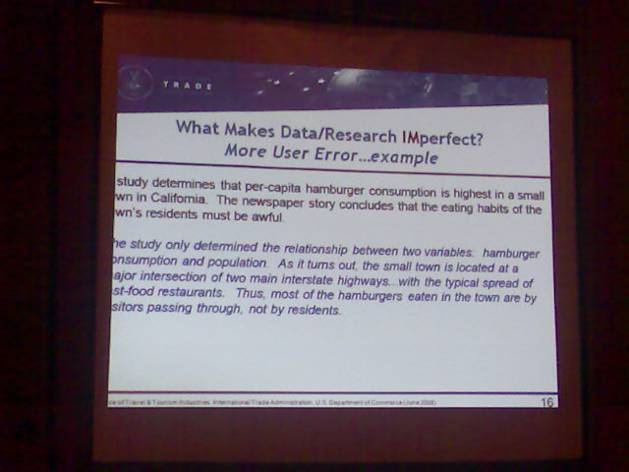 TRADE
What Makes Data/Research IMperfect?
More User Error...example
study determines that per-capita hamburger consumption is highest in a small
wn in California. The newspaper story concludes that the eating habits of the
wn's residents must be awful.
he study only determined the relationship between two variables: hamburger
onsumption and population. As it turns out, the small town is located at a
ajor intersection of two main interstate highways...with the typical spread of
st-food restaurants. Thus, most of the hamburgers eaten in the town are by
sitors passing through, not by residents.
ce of Travel & Tourism Industries, International Trade Administration, U.S. Department of Commerce (June 2008)
16